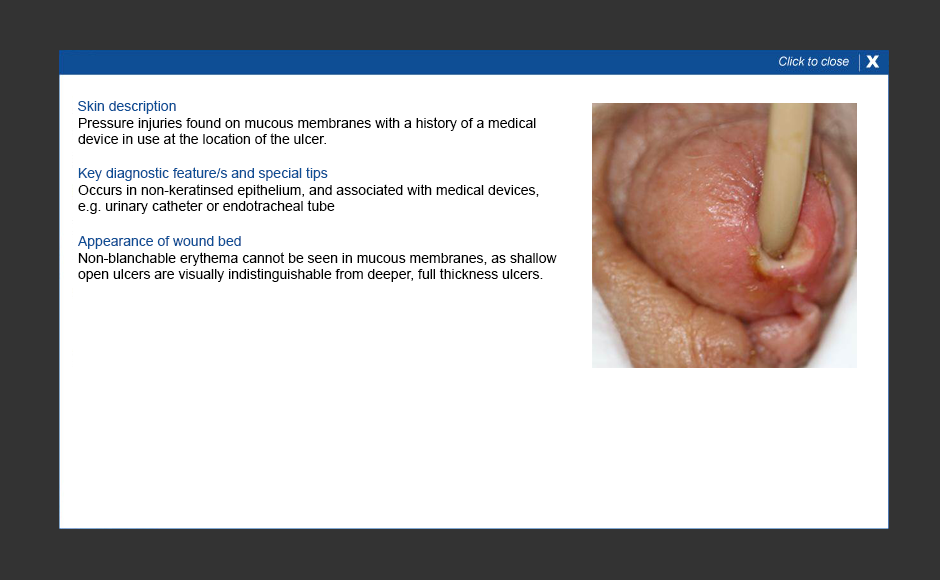 Click to close | X
Skin description
Pressure injuries found on mucous membranes with a history of a medical
device in use at the location of the ulcer.
Key diagnostic feature/s and special tips
Occurs in non-keratinsed epithelium, and associated with medical devices,
e.g. urinary catheter or endotracheal tube
Appearance of wound bed
Non-blanchable erythema cannot be seen in mucous membranes, as shallow
open ulcers are visually indistinguishable from deeper, full thickness ulcers.